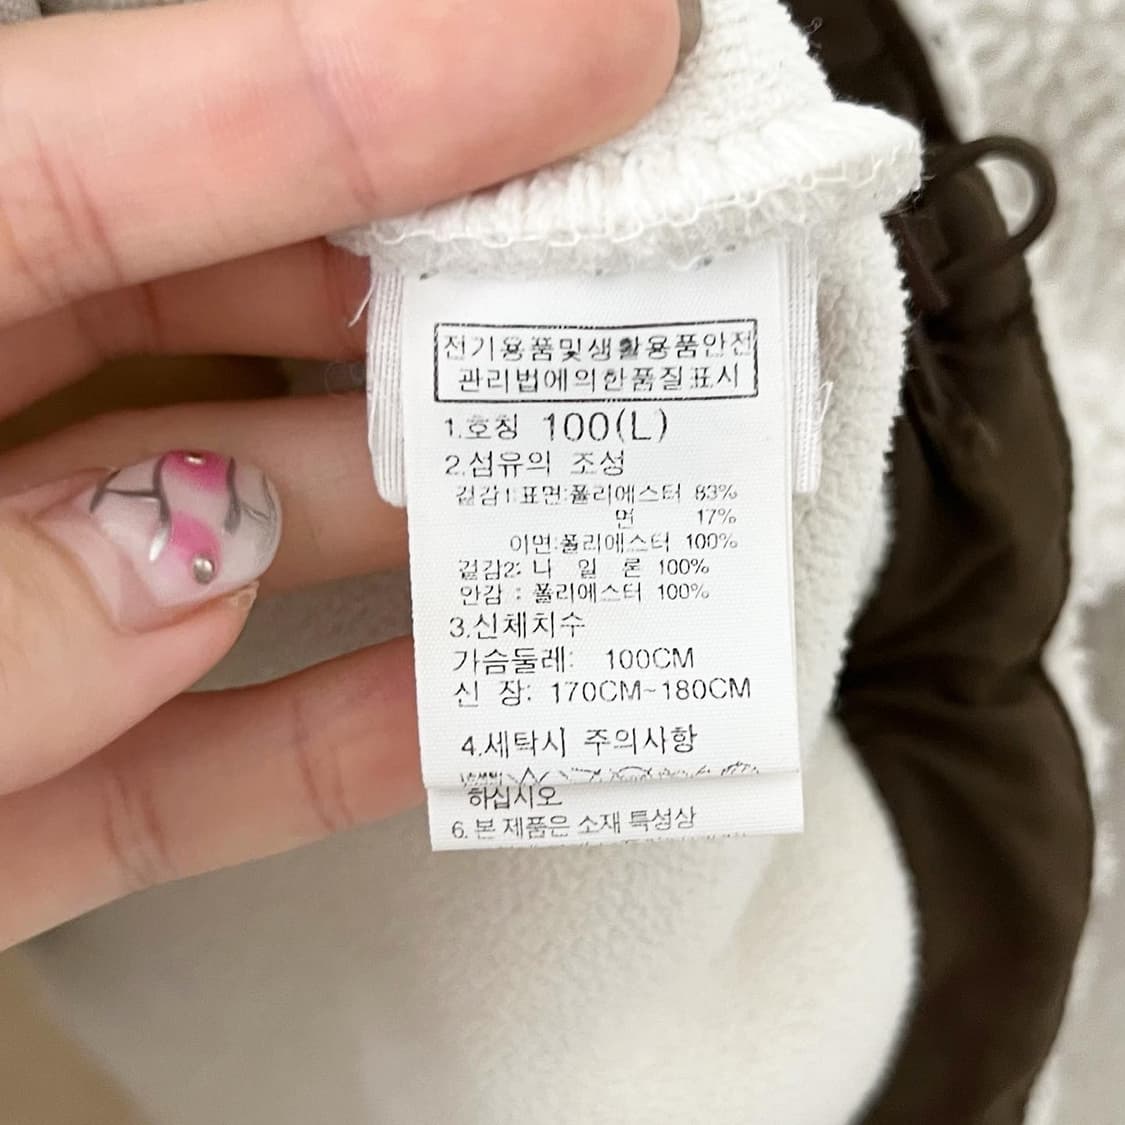 전기용품및생활용품안전
관리법에의한품질표시
1.호칭 100(L)
2.섬유의 조성
겉감1:표면:폴리에스터 83%
면 17%
이면:폴리에스터 100%
겉감2: 나 일 론 100%
안감 : 폴리에스터 100%
3.신체치수
가슴둘레: 100CM
신 장: 170CM~180CM
4.세탁시 주의사항
하십시오
6.본 제품은 소재 특성상